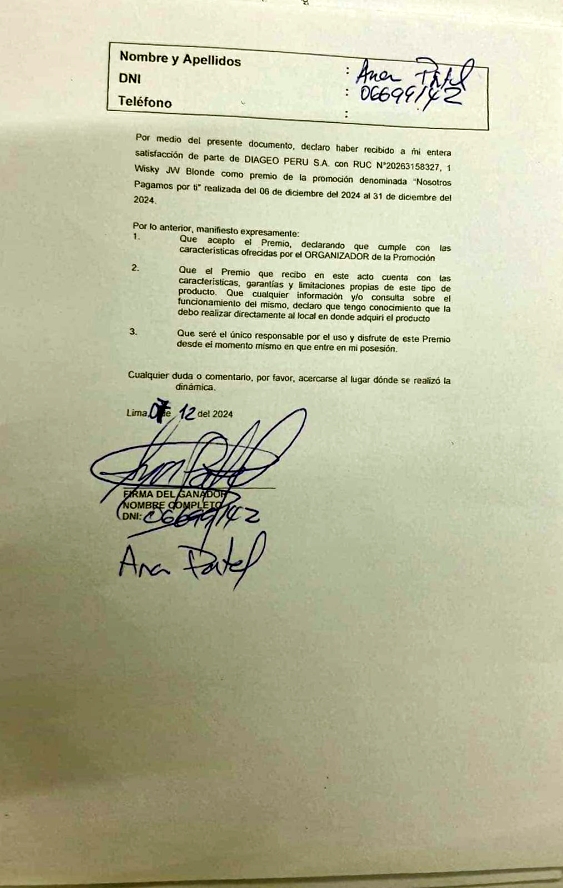 Nombre y Apellidos : Ana Patel
DNI : 06699142
Teléfono :
Por medio del presente documento, declaro haber recibido a mi entera
satisfacción de parte de DIAGEO PERU S.A. con RUC N°20263158327, 1
Wisky JW Blonde como premio de la promoción denominada "Nosotros
Pagamos por ti" realizada del 06 de diciembre del 2024 al 31 de diciembre del
2024.
Por lo anterior, manifiesto expresamente:
1. Que acepto el Premio, declarando que cumple con las
características ofrecidas por el ORGANIZADOR de la Promoción
2. Que el Premio que recibo en este acto cuenta con las
características, garantías y limitaciones propias de este tipo de
producto. Que cualquier información y/o consulta sobre el
funcionamiento del mismo, declaro que tengo conocimiento que la
debo realizar directamente al local en donde adquirí el producto
3. Que seré el único responsable por el uso y disfrute de este Premio
desde el momento mismo en que entre en mi posesión.
Cualquier duda o comentario, por favor, acercarse al lugar dónde se realizó la
dinámica.
Lima, 07 de 12 del 2024
FIRMA DEL GANADOR
NOMBRE COMPLETO
DNI: 06699142
Ana Patel